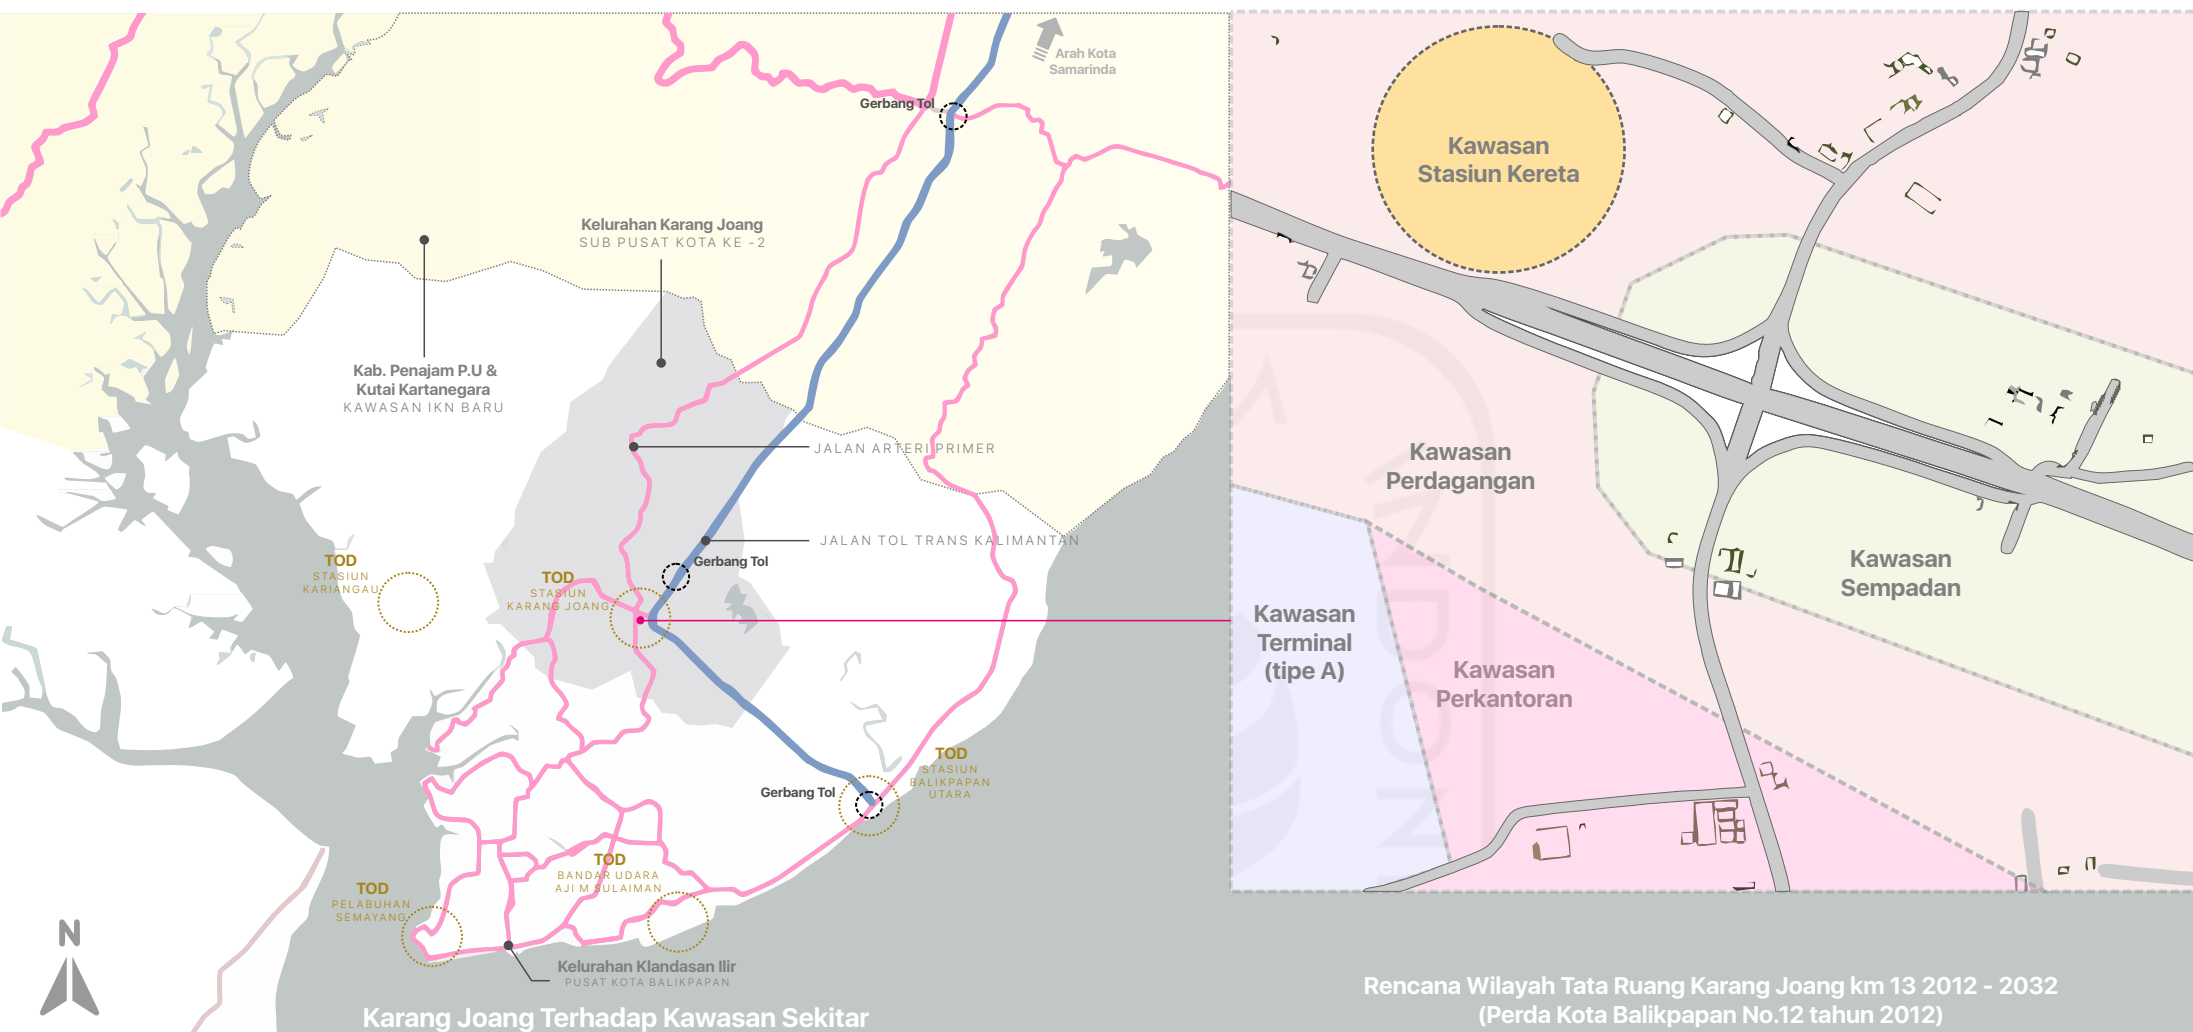 Arah Kota
Samarinda
Gerbang Tol
Kelurahan Karang Joang
SUB PUSAT KOTA KE -2
Kab. Penajam P.U &
Kutai Kartanegara
KAWASAN IKN BARU
JALAN ARTERI PRIMER
JALAN TOL TRANS KALIMANTAN
Gerbang Tol
TOD
STASIUN
KARIANGAU
TOD
STASIUN
KARANG JOANG
TOD
STASIUN
BALIKPAPAN
UTARA
Gerbang Tol
TOD
BANDAR UDARA
AJI M SULAIMAN
TOD
PELABUHAN
SEMAYANG
N
Kelurahan Klandasan Ilir
PUSAT KOTA BALIKPAPAN
Karang Joang Terhadap Kawasan Sekitar
Kawasan
Stasiun Kereta
Kawasan
Perdagangan
Kawasan
Sempadan
Kawasan
Terminal
(tipe A)
Kawasan
Perkantoran
Rencana Wilayah Tata Ruang Karang Joang km 13 2012 - 2032
(Perda Kota Balikpapan No.12 tahun 2012)